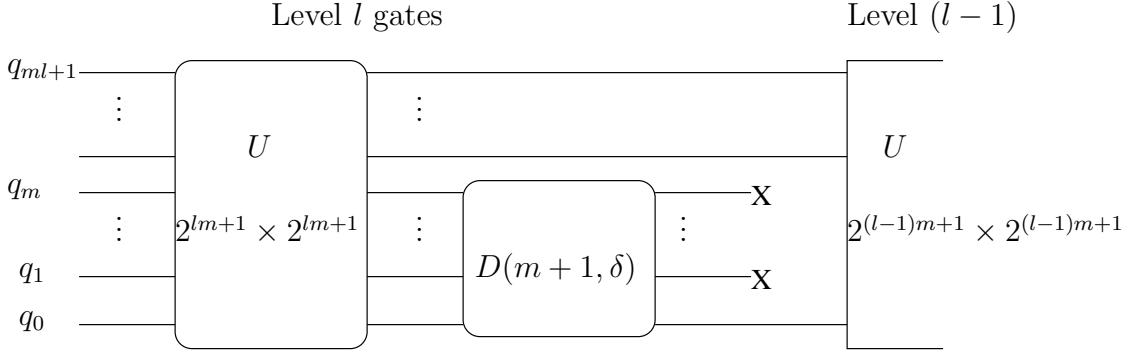 Level l gates Level (l − 1)
q_{ml+1}
⋮ ⋮
U U
q_m X
⋮ 2^{lm+1} × 2^{lm+1} ⋮ ⋮ 2^{(l−1)m+1} × 2^{(l−1)m+1}
D(m + 1, δ)
q_1 X
q_0